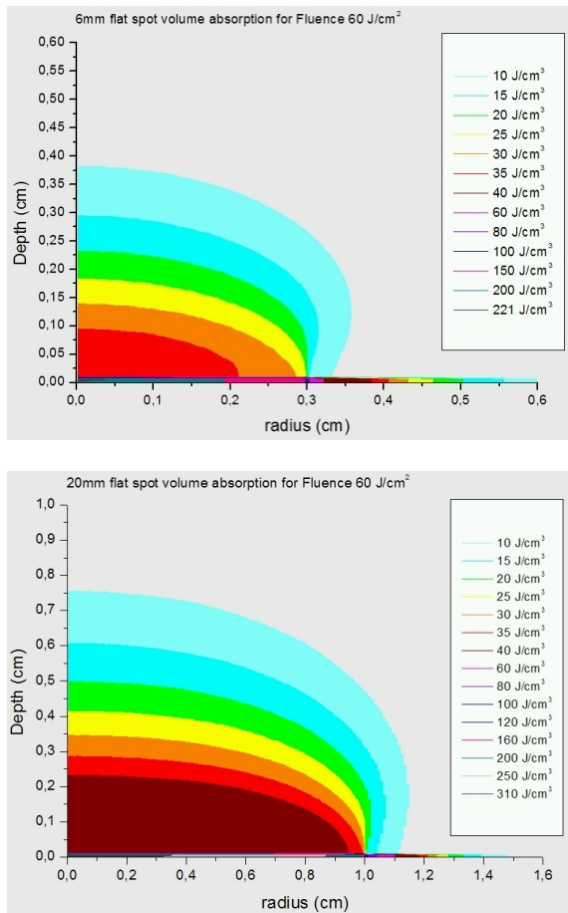 6mm flat spot volume absorption for Fluence 60 J/cm²
0,60
0,55
0,50
0,45
0,40
0,35
0,30
0,25
0,20
0,15
0,10
0,05
0,00
Depth (cm)
0,0 0,1 0,2 0,3 0,4 0,5 0,6
radius (cm)
10 J/cm³
15 J/cm³
20 J/cm³
25 J/cm³
30 J/cm³
35 J/cm³
40 J/cm³
60 J/cm³
80 J/cm³
100 J/cm³
150 J/cm³
200 J/cm³
221 J/cm³
20mm flat spot volume absorption for Fluence 60 J/cm²
1,0
0,9
0,8
0,7
0,6
0,5
0,4
0,3
0,2
0,1
0,0
Depth (cm)
0,0 0,2 0,4 0,6 0,8 1,0 1,2 1,4 1,6
radius (cm)
10 J/cm³
15 J/cm³
20 J/cm³
25 J/cm³
30 J/cm³
35 J/cm³
40 J/cm³
60 J/cm³
80 J/cm³
100 J/cm³
120 J/cm³
160 J/cm³
200 J/cm³
250 J/cm³
310 J/cm³